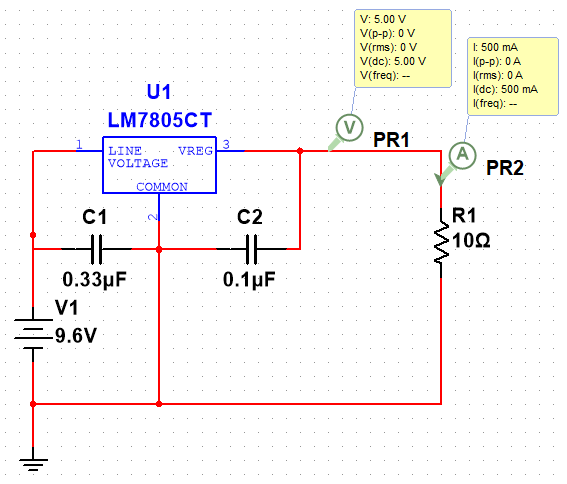 V: 5.00 V
V(p-p): 0 V
V(rms): 0 V
V(dc): 5.00 V
V(freq): --
I: 500 mA
I(p-p): 0 A
I(rms): 0 A
I(dc): 500 mA
I(freq): --
U1
LM7805CT
V
PR1
A
PR2
1
LINE VREG
VOLTAGE
3
COMMON
2
C1
0.33µF
C2
0.1µF
R1
10Ω
V1
9.6V